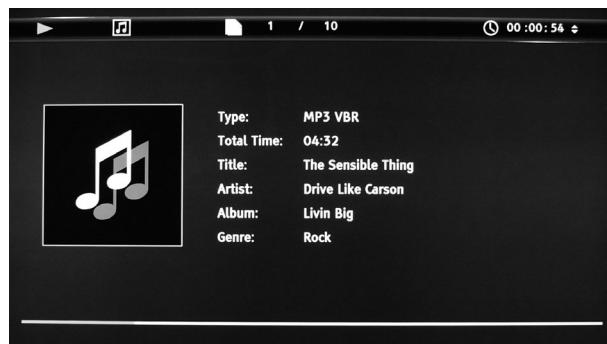 1 / 10 00:00:54
Type: MP3 VBR
Total Time: 04:32
Title: The Sensible Thing
Artist: Drive Like Carson
Album: Livin Big
Genre: Rock